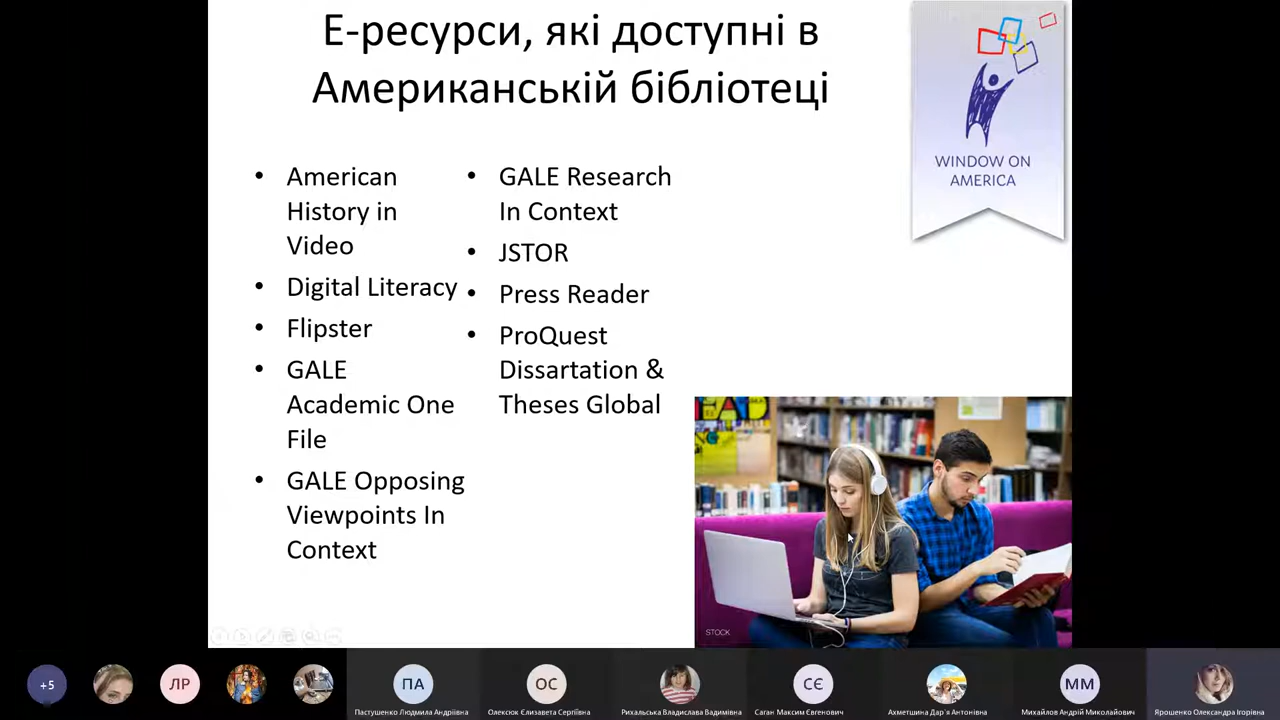 Е-ресурси, які доступні в
Американській бібліотеці
WINDOW ON
AMERICA
• American
History in
Video
• Digital Literacy
• Flipster
• GALE
Academic One
File
• GALE Opposing
Viewpoints In
Context
• GALE Research
In Context
• JSTOR
• Press Reader
• ProQuest
Dissartation &
Theses Global
STOCK
+5
ЛР
ПА
ОС
СЄ
ММ
Пастушенко Людмила Андріївна
Олексюк Єлизавета Сергіївна
Рихальська Владислава Вадимівна
Саган Максим Євгенович
Ахметшина Дар`я Антонівна
Михайлов Андрій Миколайович
Ярошенко Олександра Ігорівна